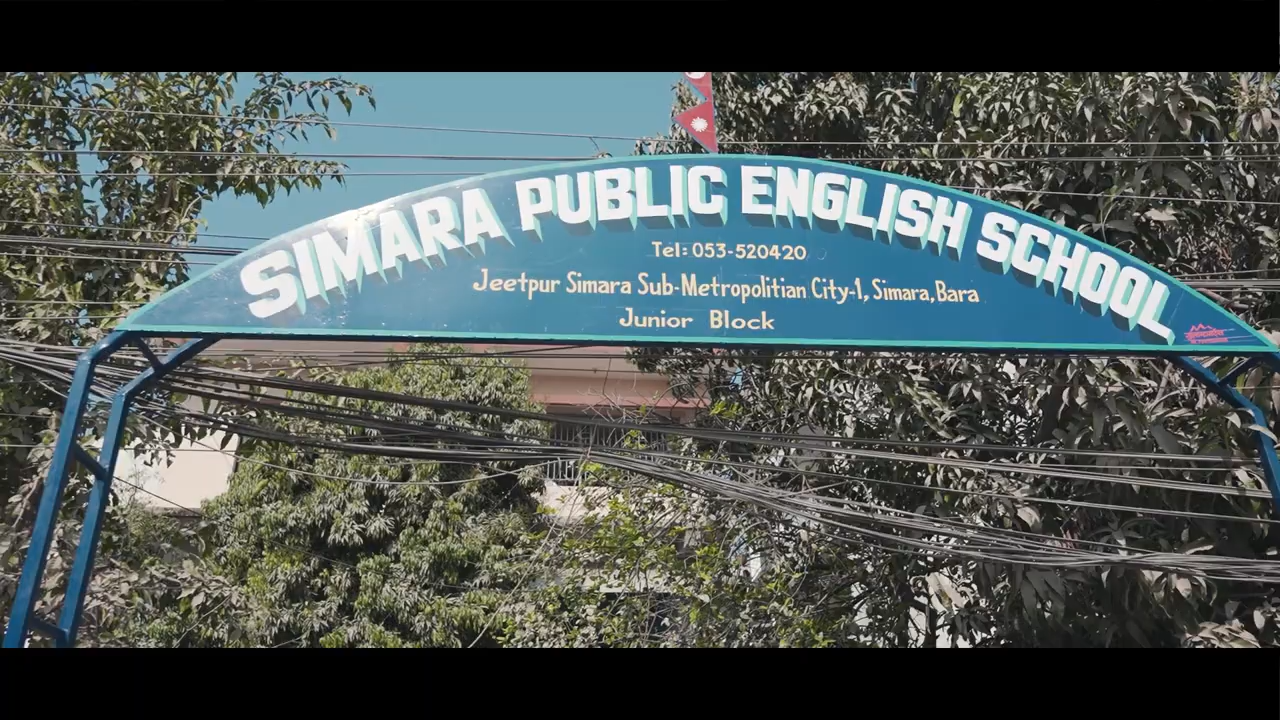 SIMARA PUBLIC ENGLISH SCHOOL
Tel: 053-520420
Jeetpur Simara Sub-Metropolitian City-1, Simara, Bara
Junior Block